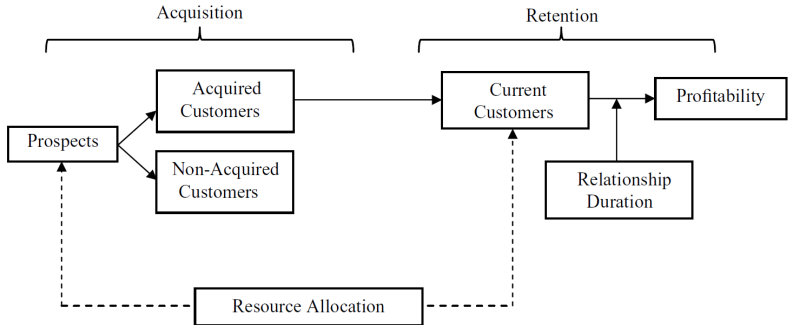 Acquisition
Retention
Acquired
Customers
Current
Customers
Profitability
Prospects
Non-Acquired
Customers
Relationship
Duration
Resource Allocation